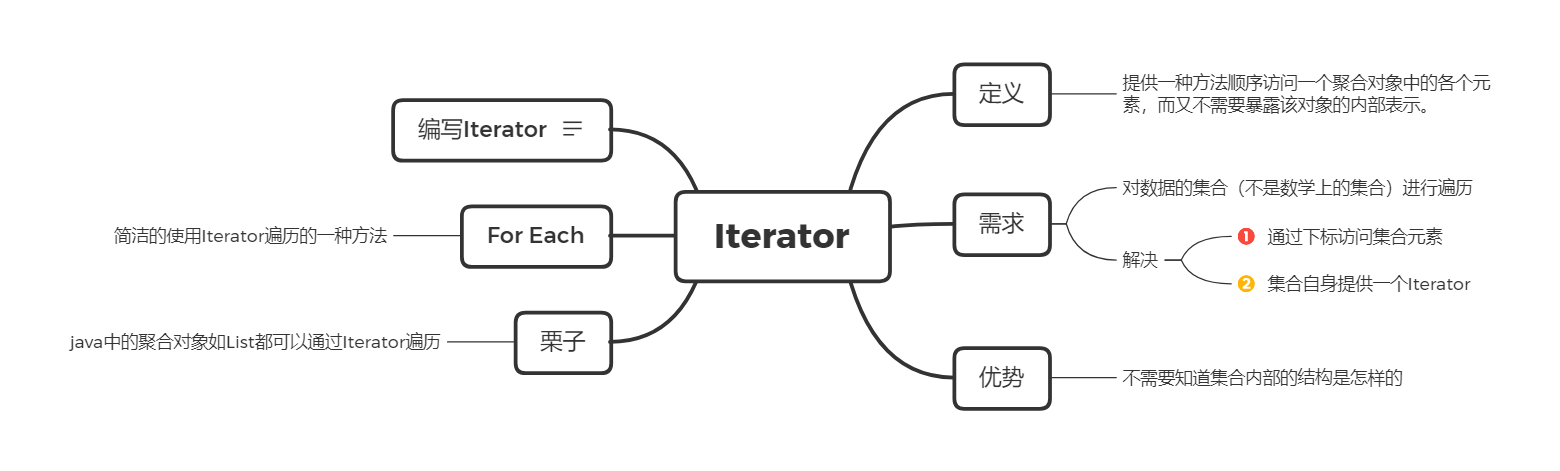 Iterator
定义
提供一种方法顺序访问一个聚合对象中的各个元
素，而又不需要暴露该对象的内部表示。
需求
对数据的集合（不是数学上的集合）进行遍历
解决
1 通过下标访问集合元素
2 集合自身提供一个Iterator
优势
不需要知道集合内部的结构是怎样的
编写Iterator
For Each
简洁的使用Iterator遍历的一种方法
栗子
java中的聚合对象如List都可以通过Iterator遍历